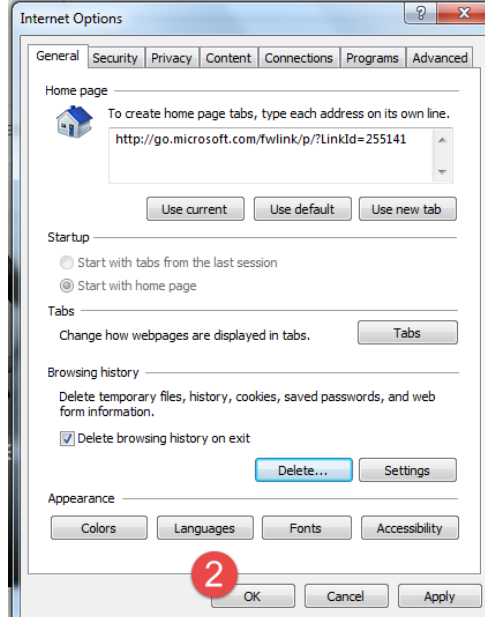 Internet Options
?
X
General Security Privacy Content Connections Programs Advanced
Home page
To create home page tabs, type each address on its own line.
http://go.microsoft.com/fwlink/p/?LinkId=255141
Use current Use default Use new tab
Startup
Start with tabs from the last session
Start with home page
Tabs
Change how webpages are displayed in tabs.
Tabs
Browsing history
Delete temporary files, history, cookies, saved passwords, and web
form information.
Delete browsing history on exit
Delete... Settings
Appearance
Colors Languages Fonts Accessibility
2
OK Cancel Apply